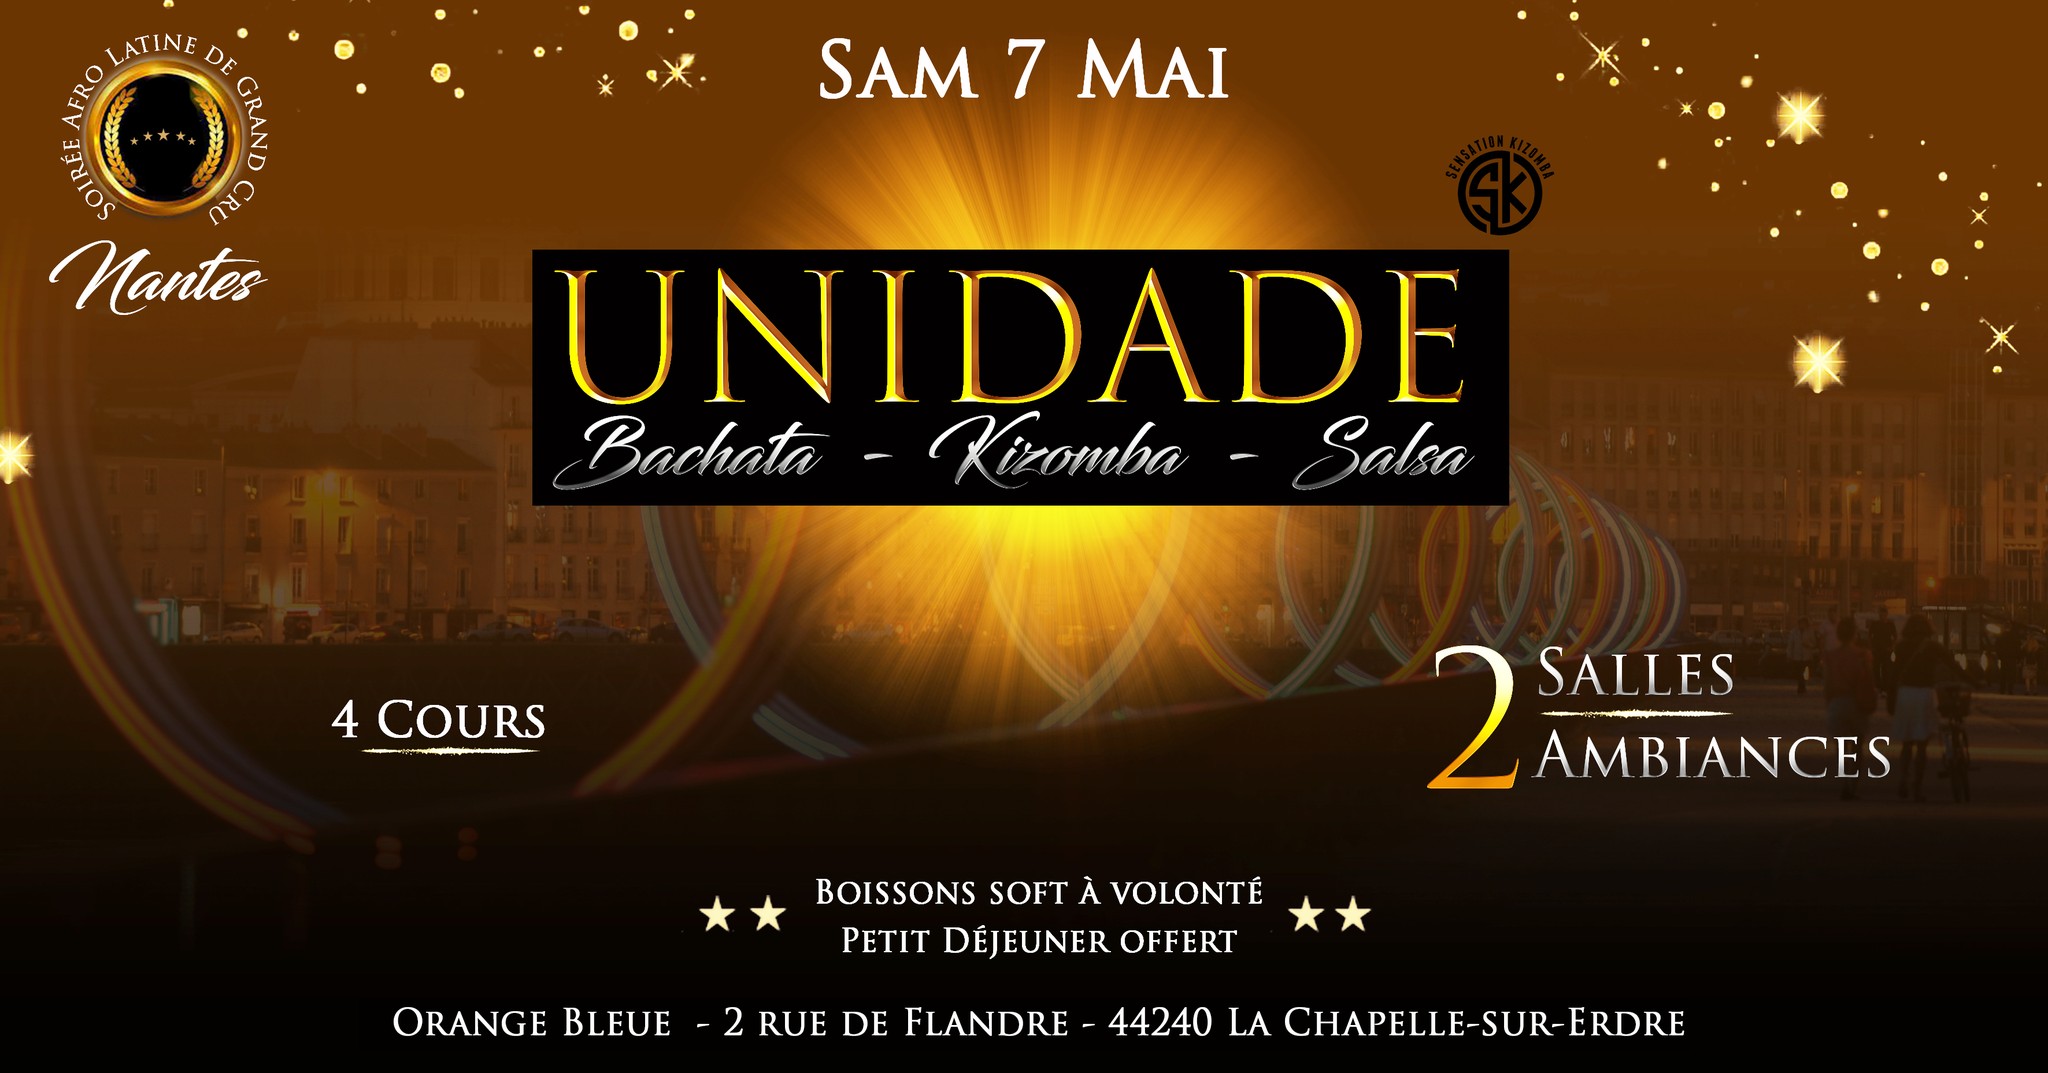 Sam 7 Mai
Soirée Afro Latine de Grand Cru
Nantes
Sensation Kizomba
SK
UNIDADE
Bachata - Kizomba - Salsa
4 Cours
2 Salles
Ambiances
Boissons soft à volonté
Petit Déjeuner offert
Orange Bleue - 2 rue de Flandre - 44240 La Chapelle-sur-Erdre